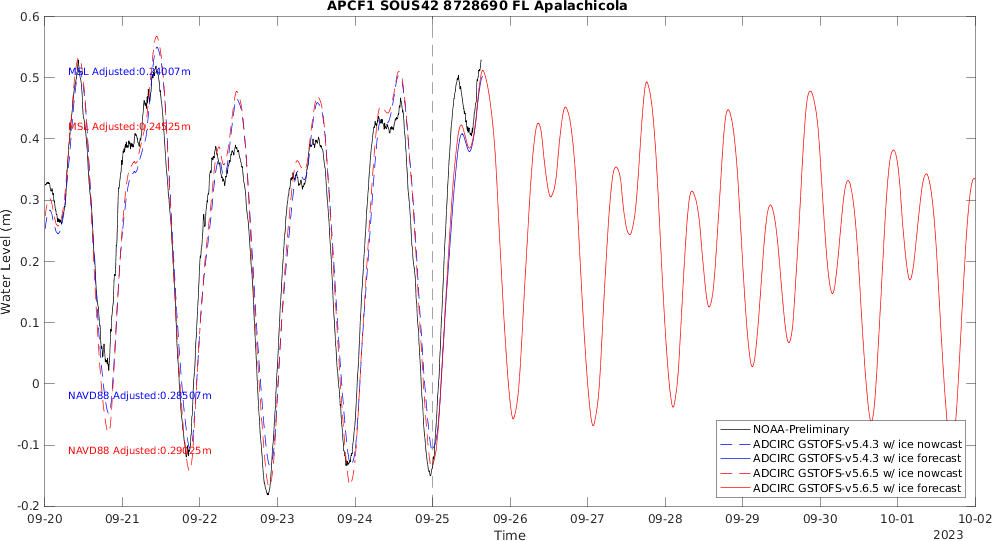 APCF1 SOUS42 8728690 FL Apalachicola
0.6
0.5
0.4
0.3
0.2
0.1
0
-0.1
-0.2
Water Level (m)
MSL Adjusted:0.24007m
MSL Adjusted:0.24525m
NAVD88 Adjusted:0.28507m
NAVD88 Adjusted:0.29025m
NOAA-Preliminary
ADCIRC GSTOFS-v5.4.3 w/ ice nowcast
ADCIRC GSTOFS-v5.4.3 w/ ice forecast
ADCIRC GSTOFS-v5.6.5 w/ ice nowcast
ADCIRC GSTOFS-v5.6.5 w/ ice forecast
09-20 09-21 09-22 09-23 09-24 09-25 09-26 09-27 09-28 09-29 09-30 10-01 10-02
Time
2023